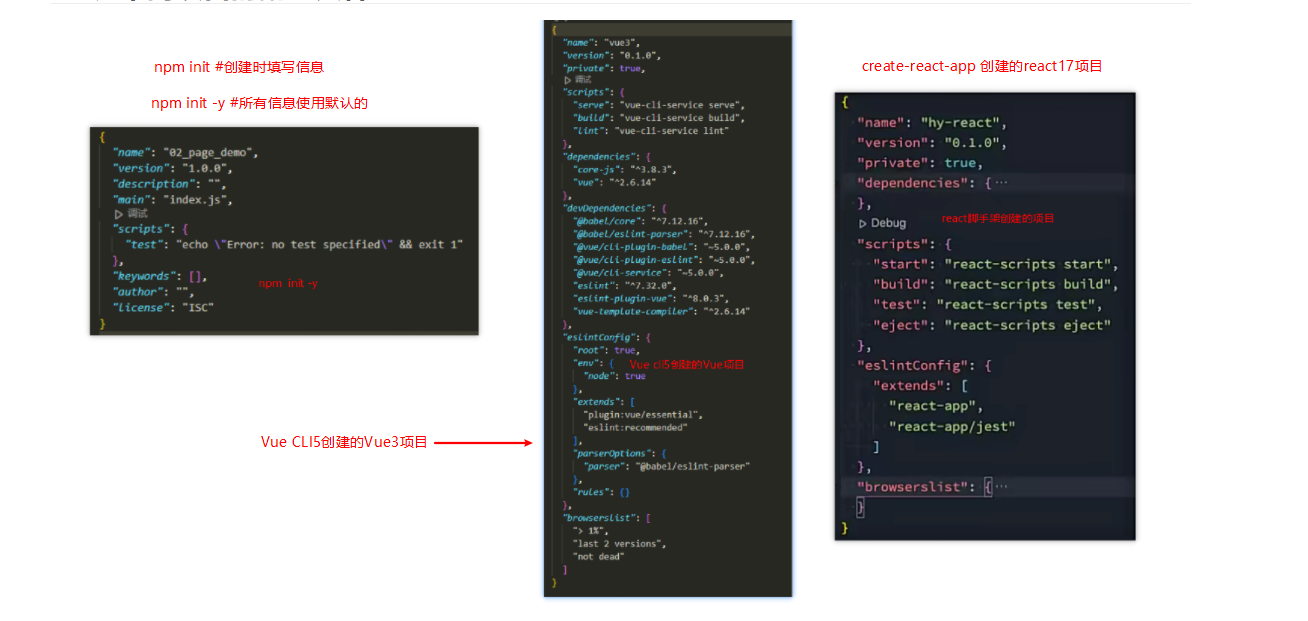 npm init #创建时填写信息
npm init -y #所有信息使用默认的
{
"name": "02_page_demo",
"version": "1.0.0",
"description": "",
"main": "index.js",
调试
"scripts": {
"test": "echo \"Error: no test specified\" && exit 1"
},
"keywords": [],
"author": "",
"license": "ISC"
}
npm init -y
Vue CLI5创建的Vue3项目
{
"name": "vue3",
"version": "0.1.0",
"private": true,
调试
"scripts": {
"serve": "vue-cli-service serve",
"build": "vue-cli-service build",
"lint": "vue-cli-service lint"
},
"dependencies": {
"core-js": "^3.8.3",
"vue": "^2.6.14"
},
"devDependencies": {
"@babel/core": "^7.12.16",
"@babel/eslint-parser": "^7.12.16",
"@vue/cli-plugin-babel": "~5.0.0",
"@vue/cli-plugin-eslint": "~5.0.0",
"@vue/cli-service": "~5.0.0",
"eslint": "^7.32.0",
"eslint-plugin-vue": "^8.0.3",
"vue-template-compiler": "^2.6.14"
},
"eslintConfig": {
"root": true,
"env": {
"node": true
},
"extends": [
"plugin:vue/essential",
"eslint:recommended"
],
"parserOptions": {
"parser": "@babel/eslint-parser"
},
"rules": {}
},
"browserslist": [
"> 1%",
"last 2 versions",
"not dead"
]
}
Vue cli5创建的Vue项目
create-react-app 创建的react17项目
{
"name": "hy-react",
"version": "0.1.0",
"private": true,
"dependencies": {···
},
Debug
"scripts": {
"start": "react-scripts start",
"build": "react-scripts build",
"test": "react-scripts test",
"eject": "react-scripts eject"
},
"eslintConfig": {
"extends": [
"react-app",
"react-app/jest"
]
},
"browserslist": {···
}
}
react脚手架创建的项目